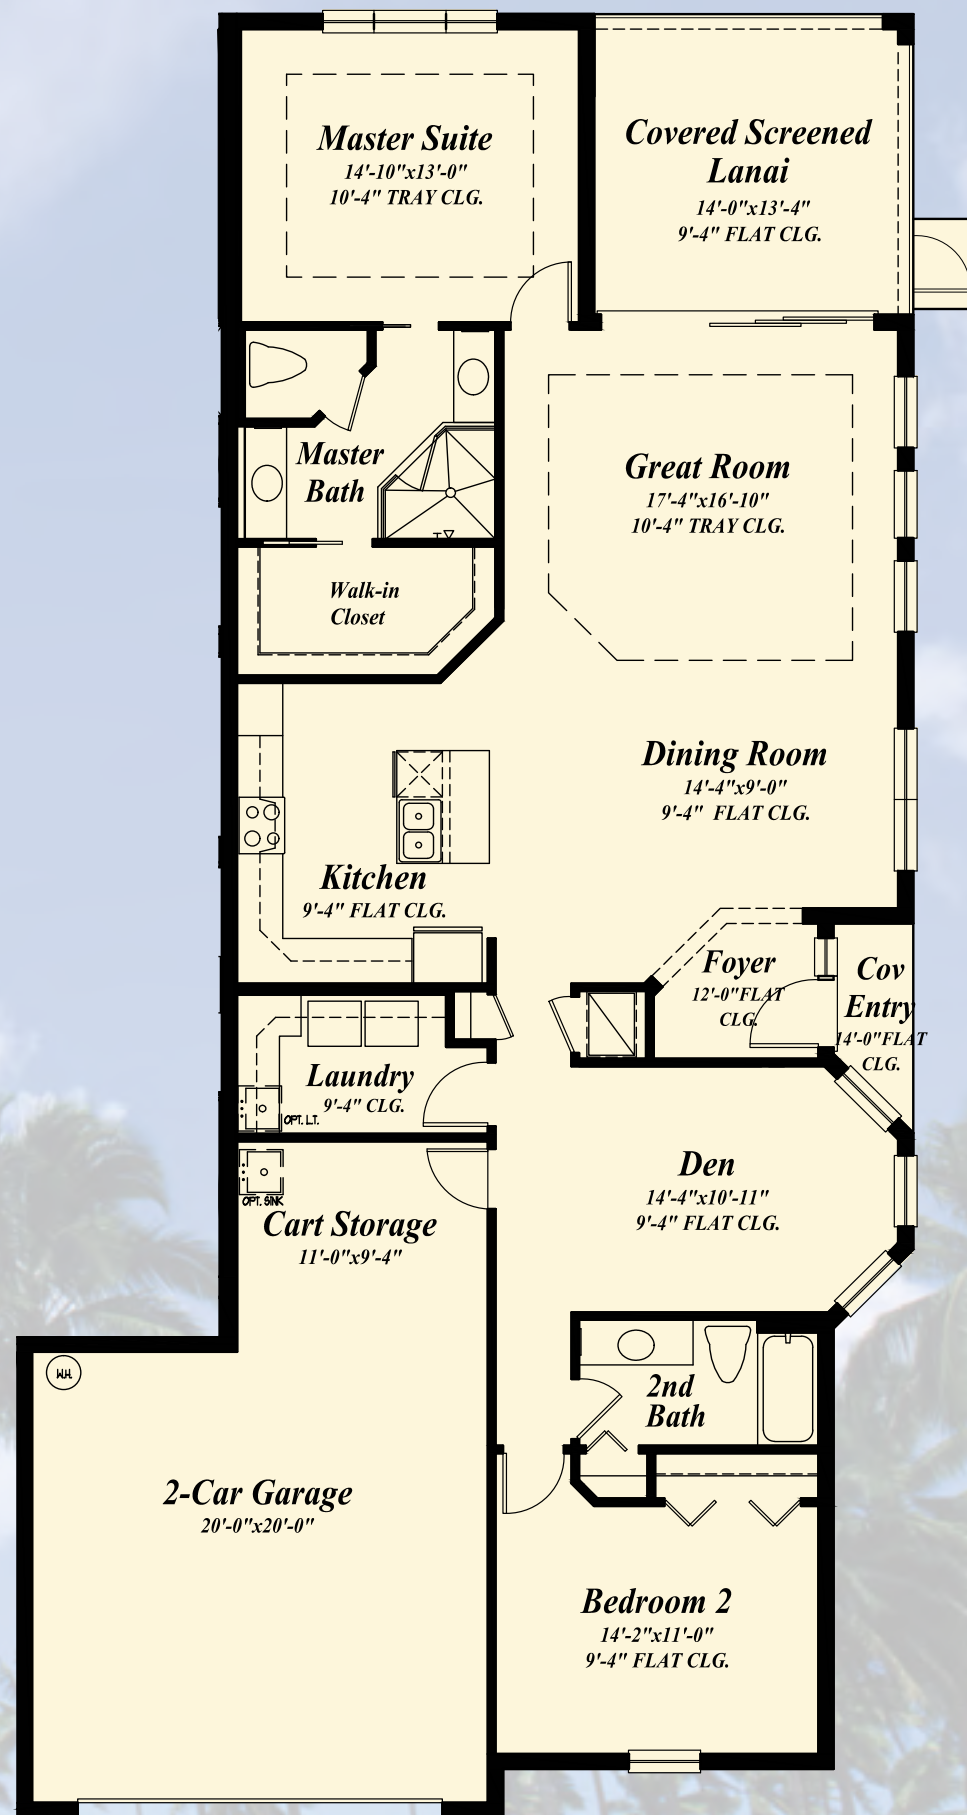 Master Suite
14'-10"x13'-0"
10'-4" TRAY CLG.
Covered Screened
Lanai
14'-0"x13'-4"
9'-4" FLAT CLG.
Master
Bath
Great Room
17'-4"x16'-10"
10'-4" TRAY CLG.
Walk-in
Closet
Dining Room
14'-4"x9'-0"
9'-4" FLAT CLG.
Kitchen
9'-4" FLAT CLG.
Foyer
12'-0"FLAT
CLG.
Cov
Entry
14'-0"FLAT
CLG.
Laundry
9'-4" CLG.
OPT. L.T.
Den
14'-4"x10'-11"
9'-4" FLAT CLG.
OPT. SINK
Cart Storage
11'-0"x9'-4"
W.H.
2nd
Bath
2-Car Garage
20'-0"x20'-0"
Bedroom 2
14'-2"x11'-0"
9'-4" FLAT CLG.